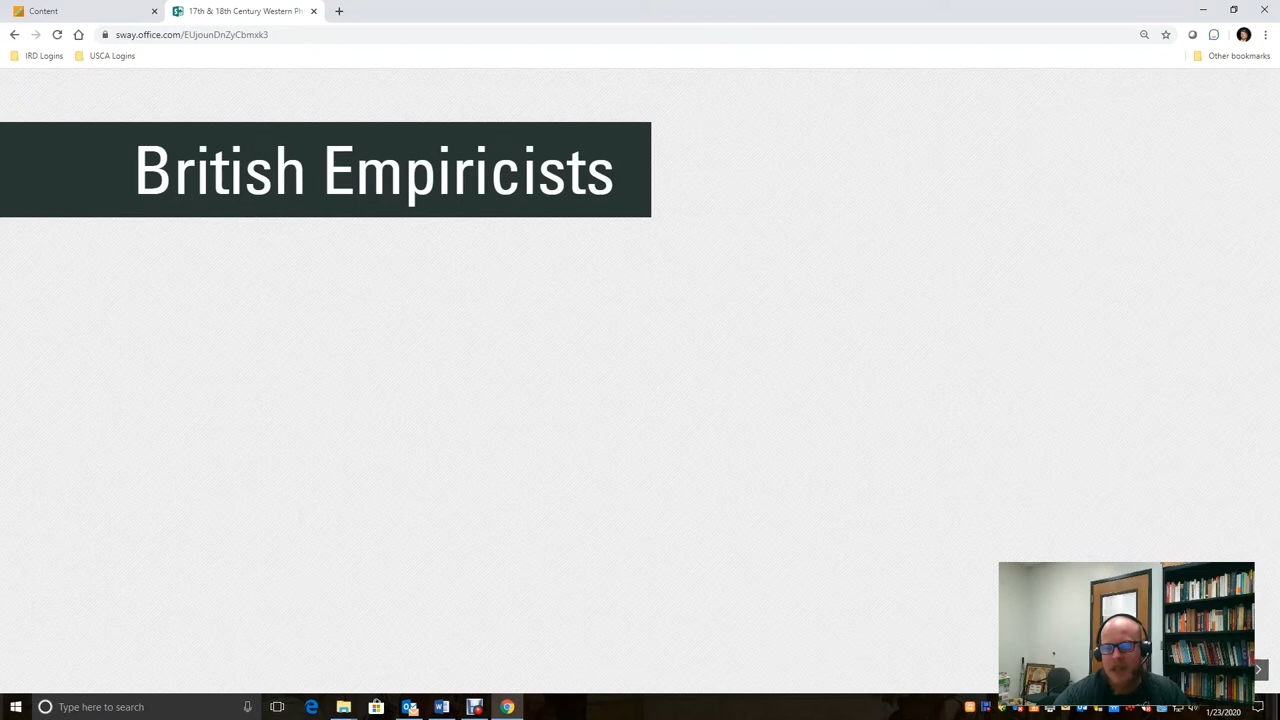 Content
17th & 18th Century Western Ph
sway.office.com/EUjounDnZyCbmxk3
IRD Logins
USCA Logins
Other bookmarks
British Empiricists
Type here to search
1/23/2020